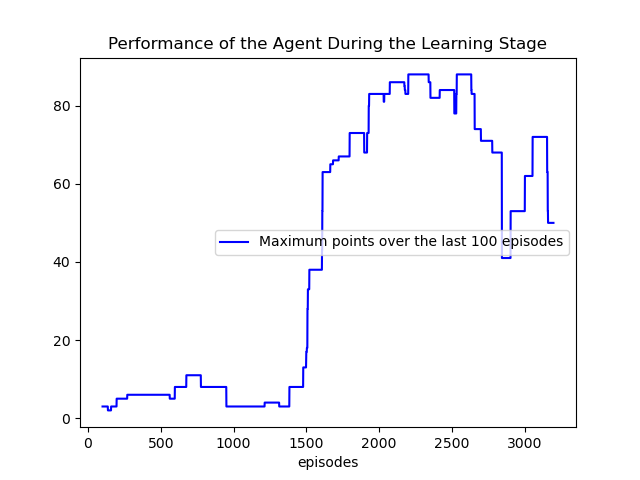 Performance of the Agent During the Learning Stage
80
60
Maximum points over the last 100 episodes
40
20
0
0 500 1000 1500 2000 2500 3000
episodes